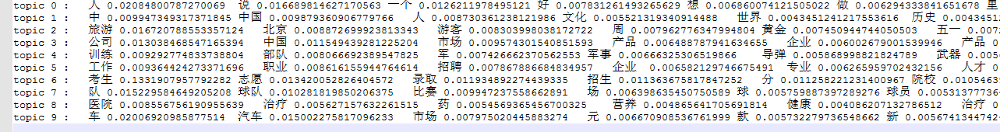 topic 0 : 人 0.02084800787270069 说 0.016689814627170563 一个 0.0126211978495121 好 0.007831261493265629 想 0.006860074121505022 做 0.006294333841651678 里
topic 1 : 中 0.009947349317371845 中国 0.009879360906779766 人 0.008730361238121986 文化 0.005521319340914488 世界 0.0043451241217553616 历史 0.0043451
topic 2 : 旅游 0.016720788553357124 北京 0.008872699923813343 游客 0.008303998038172722 周 0.007962776347994804 黄金 0.007450944744050503 五一 0.0072
topic 3 : 公司 0.013038468547165394 中国 0.011549439281225204 市场 0.009574301540851593 产品 0.006488787941634655 企业 0.006002679001539946 产品 0
topic 4 : 训练 0.009292774833738804 部队 0.008066692389547825 军 0.007426662370562553 军事 0.00666325306519866 导弹 0.005868998821824789 武器 0.005
topic 5 : 工作 0.009364424273371696 职业 0.008616155944764614 招聘 0.007867886684834957 企业 0.006582129746675491 专业 0.006265959702432156 人才 0.
topic 6 : 考生 0.1331907957792282 志愿 0.013420052826404572 录取 0.011934892274439335 招生 0.011363675817847252 分 0.011258221231400967 院校 0.0105463
topic 7 : 队 0.015229584649205208 球队 0.010281819850206375 比赛 0.009947237558662891 场 0.006398635450750589 球 0.005759887397289276 球员 0.0053137773
topic 8 : 医院 0.008556756190955639 治疗 0.005627157632261515 药 0.0054569365456700325 营养 0.004865641705691814 健康 0.004086207132786512 治疗 0.
topic 9 : 车 0.02006920985877514 汽车 0.015002275817096233 市场 0.007975020445883274 元 0.006670908536761999 款 0.005732279736548662 新 0.0056741344742